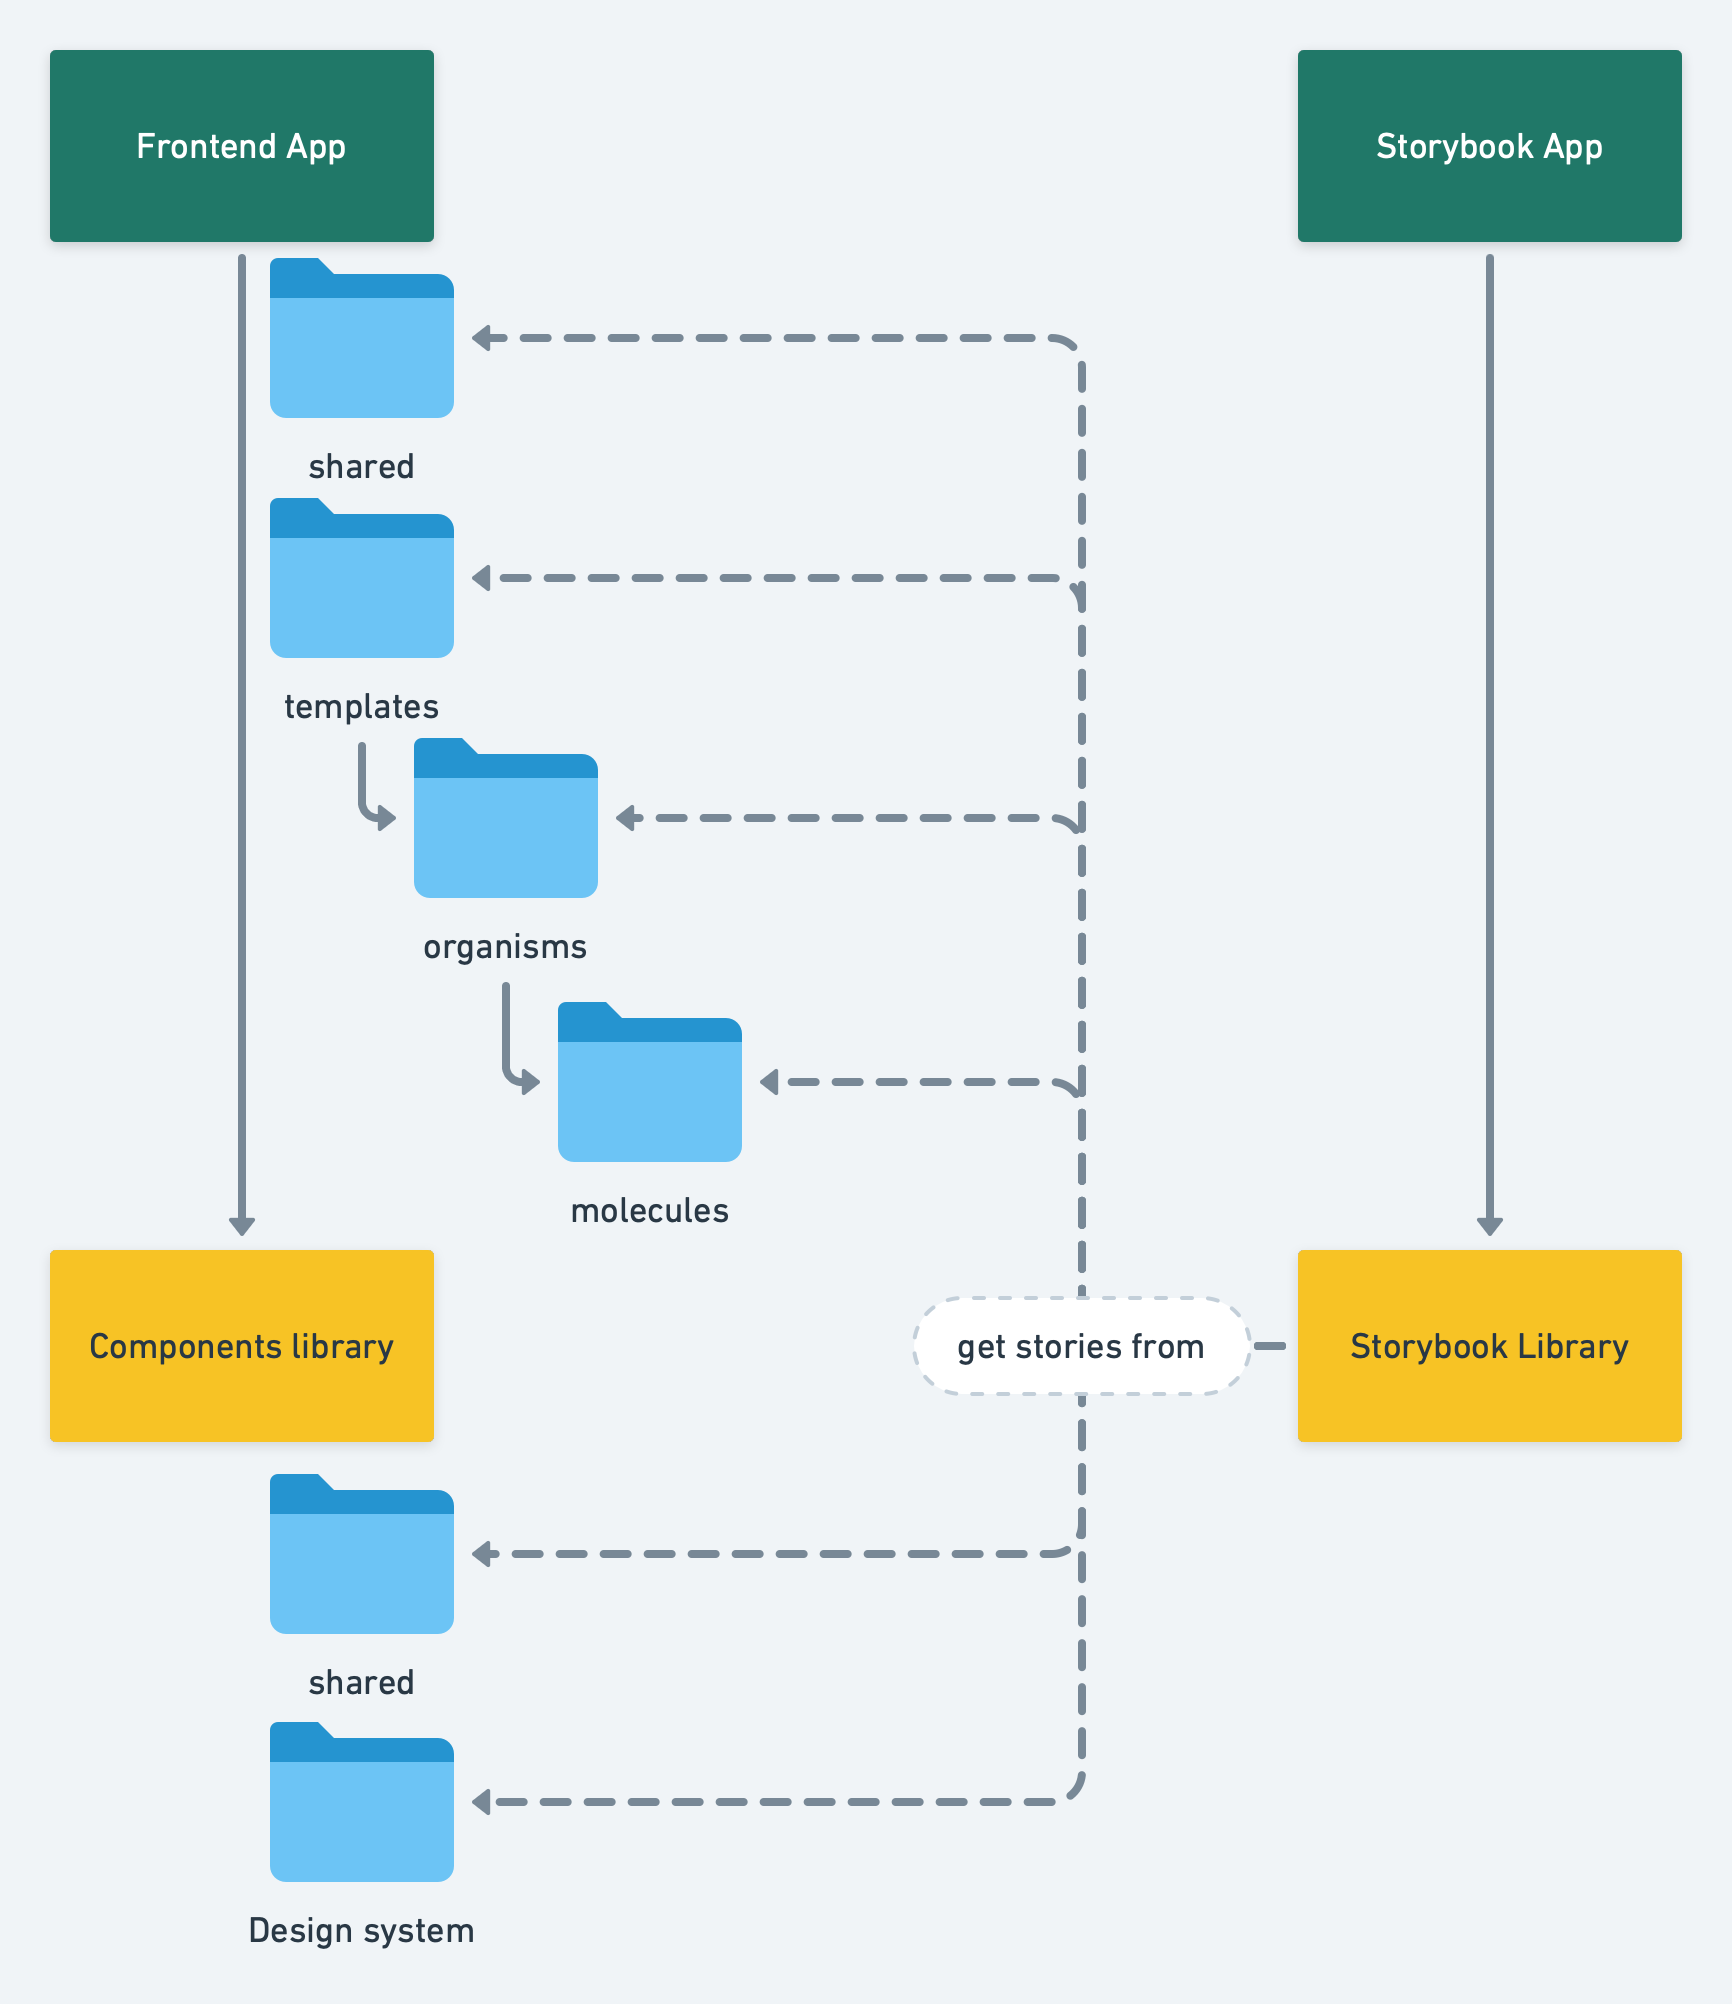 Frontend App
Storybook App
shared
templates
organisms
molecules
Components library
get stories from
Storybook Library
shared
Design system